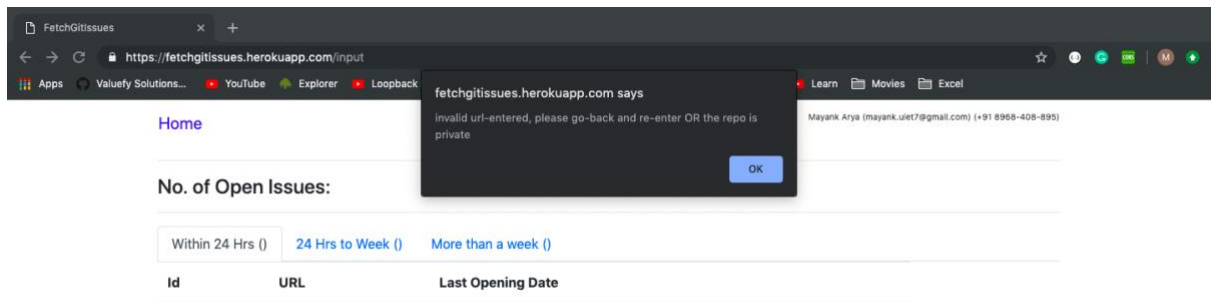 FetchGitIssues
https://fetchgitissues.herokuapp.com/input
Apps Valuefy Solutions... YouTube Explorer Loopback Learn Movies Excel
fetchgitissues.herokuapp.com says
invalid url-entered, please go-back and re-enter OR the repo is
private
OK
Home Mayank Arya (mayank.uiet7@gmail.com) (+91 8968-408-895)
No. of Open Issues:
Within 24 Hrs () 24 Hrs to Week () More than a week ()
Id URL Last Opening Date